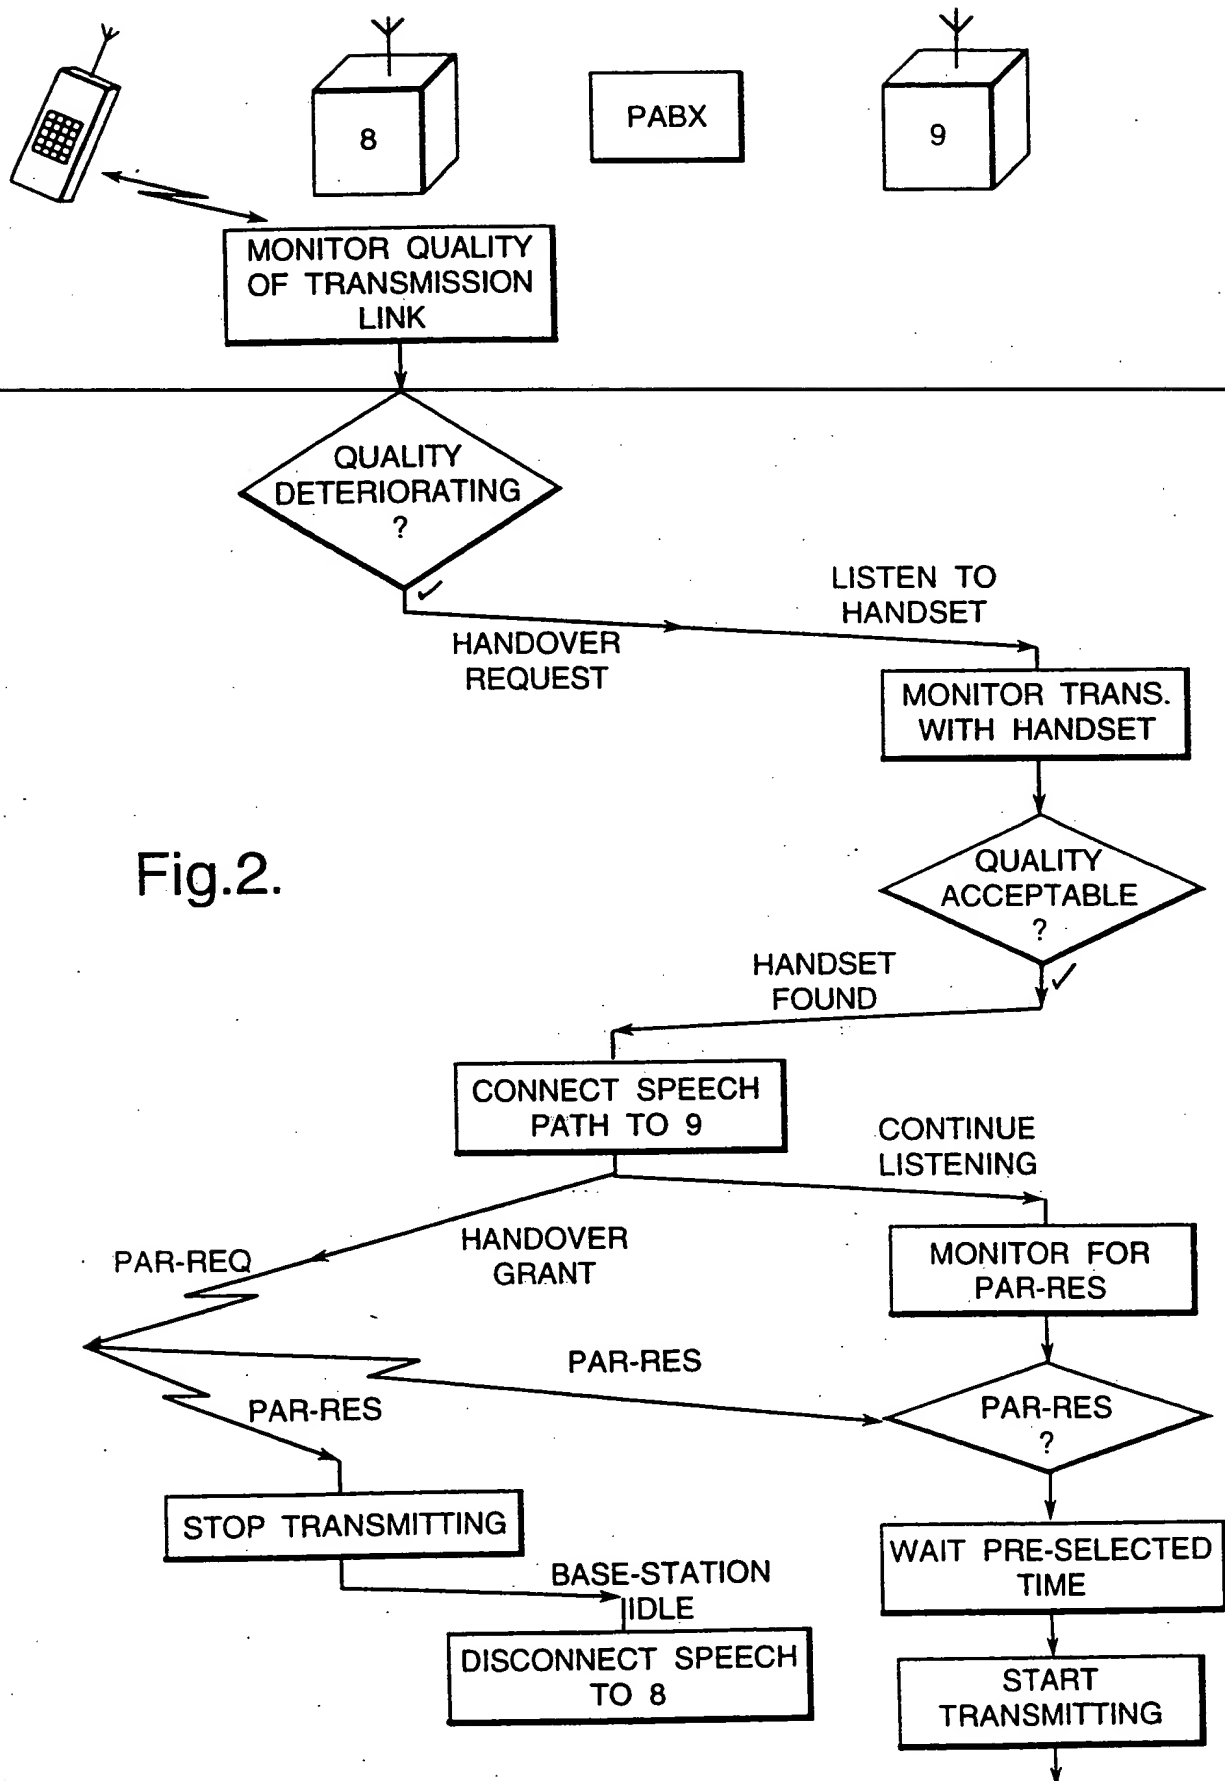 8
PABX
9
MONITOR QUALITY
OF TRANSMISSION
LINK
QUALITY
DETERIORATING
?
LISTEN TO
HANDSET
HANDOVER
REQUEST
MONITOR TRANS.
WITH HANDSET
Fig.2.
QUALITY
ACCEPTABLE
?
HANDSET
FOUND
CONNECT SPEECH
PATH TO 9
CONTINUE
LISTENING
HANDOVER
GRANT
PAR-REQ
MONITOR FOR
PAR-RES
PAR-RES
PAR-RES
PAR-RES
?
STOP TRANSMITTING
WAIT PRE-SELECTED
TIME
BASE-STATION
IDLE
DISCONNECT SPEECH
TO 8
START
TRANSMITTING